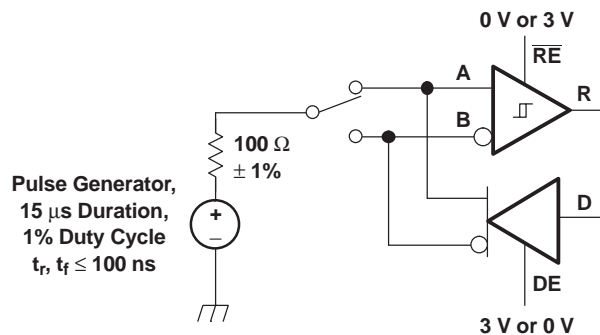 0 V or 3 V
RE
A
R
B
100 Ω
± 1%
Pulse Generator,
15 μs Duration,
1% Duty Cycle
tr, tf ≤ 100 ns
+
–
D
DE
3 V or 0 V